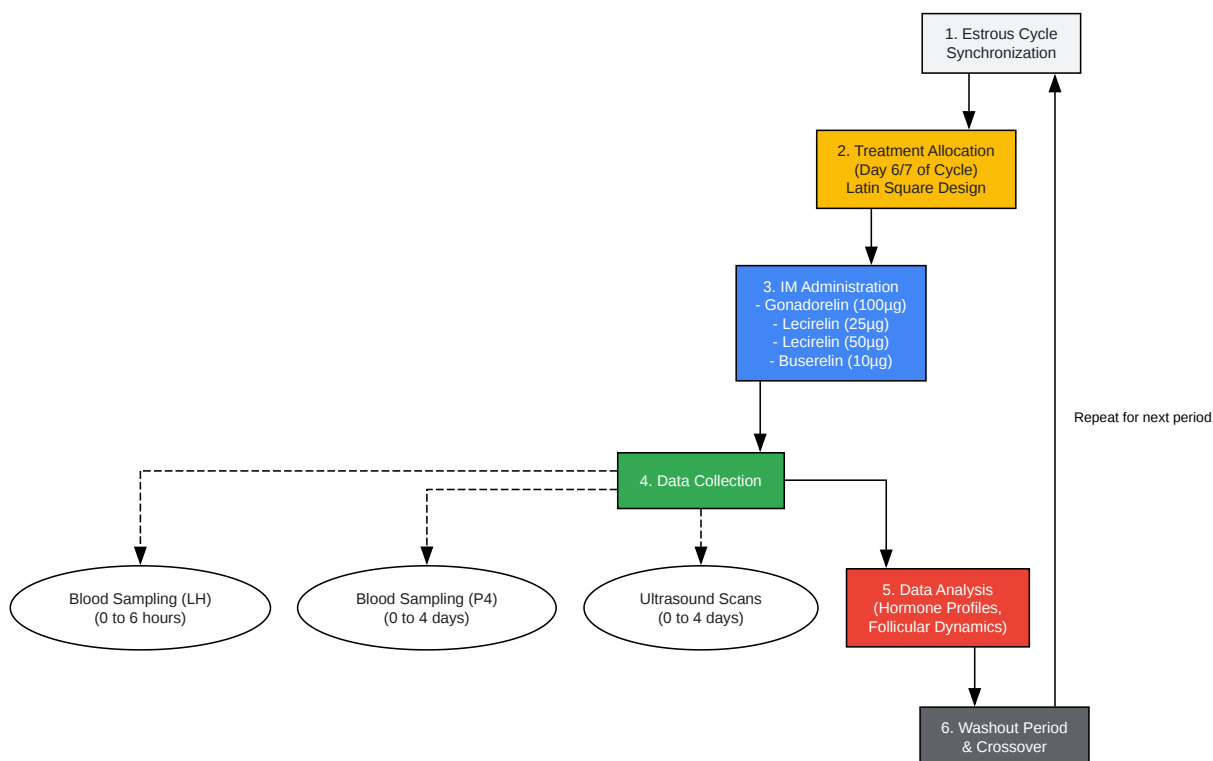 1. Estrous Cycle
Synchronization
2. Treatment Allocation
(Day 6/7 of Cycle)
Latin Square Design
3. IM Administration
- Gonadorelin (100µg)
- Lecirelin (25µg)
- Lecirelin (50µg)
- Buserelin (10µg)
Repeat for next period
4. Data Collection
Blood Sampling (LH)
(0 to 6 hours)
Blood Sampling (P4)
(0 to 4 days)
Ultrasound Scans
(0 to 4 days)
5. Data Analysis
(Hormone Profiles,
Follicular Dynamics)
6. Washout Period
& Crossover